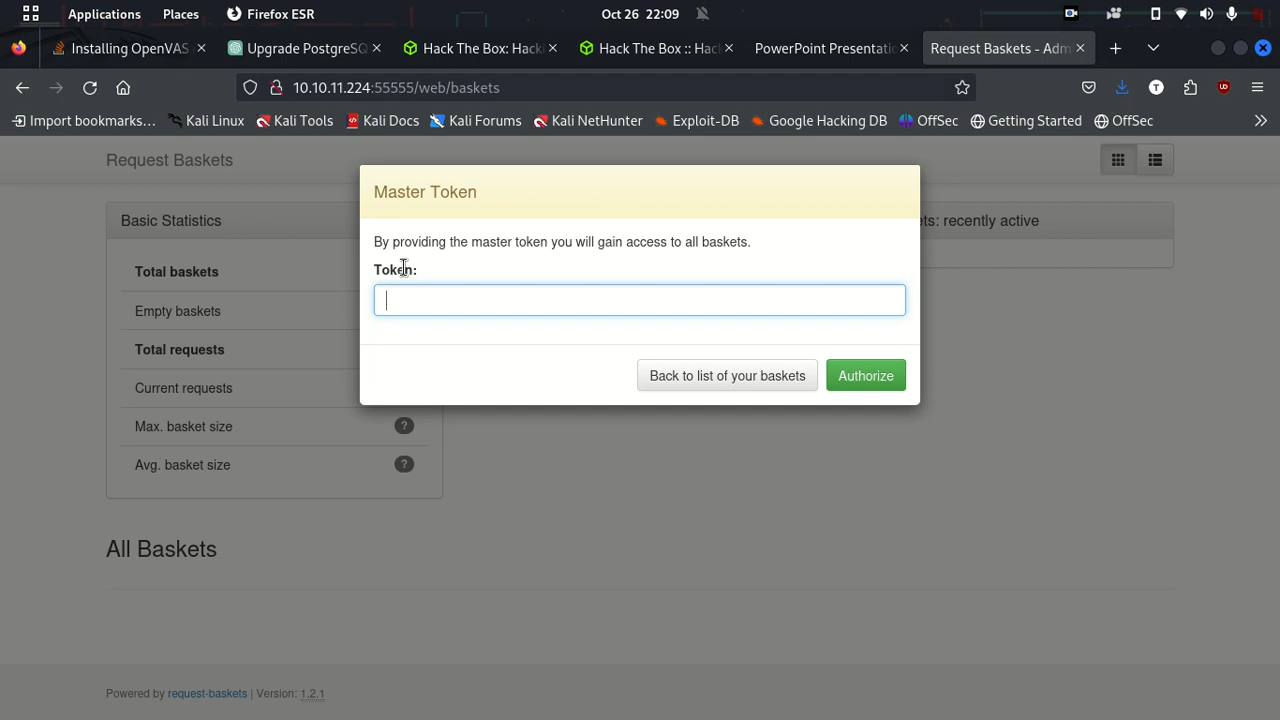 Applications Places Firefox ESR Oct 26 22:09
Installing OpenVAS Upgrade PostgreSQ Hack The Box: Hacki Hack The Box :: Hac PowerPoint Presentati Request Baskets - Adm
10.10.11.224:55555/web/baskets
Import bookmarks... Kali Linux Kali Tools Kali Docs Kali Forums Kali NetHunter Exploit-DB Google Hacking DB OffSec Getting Started OffSec
Request Baskets
Master Token
Basic Statistics
ets: recently active
By providing the master token you will gain access to all baskets.
Token:
Total baskets
Empty baskets
Total requests
Current requests
Back to list of your baskets Authorize
Max. basket size ?
Avg. basket size ?
All Baskets
Powered by request-baskets | Version: 1.2.1